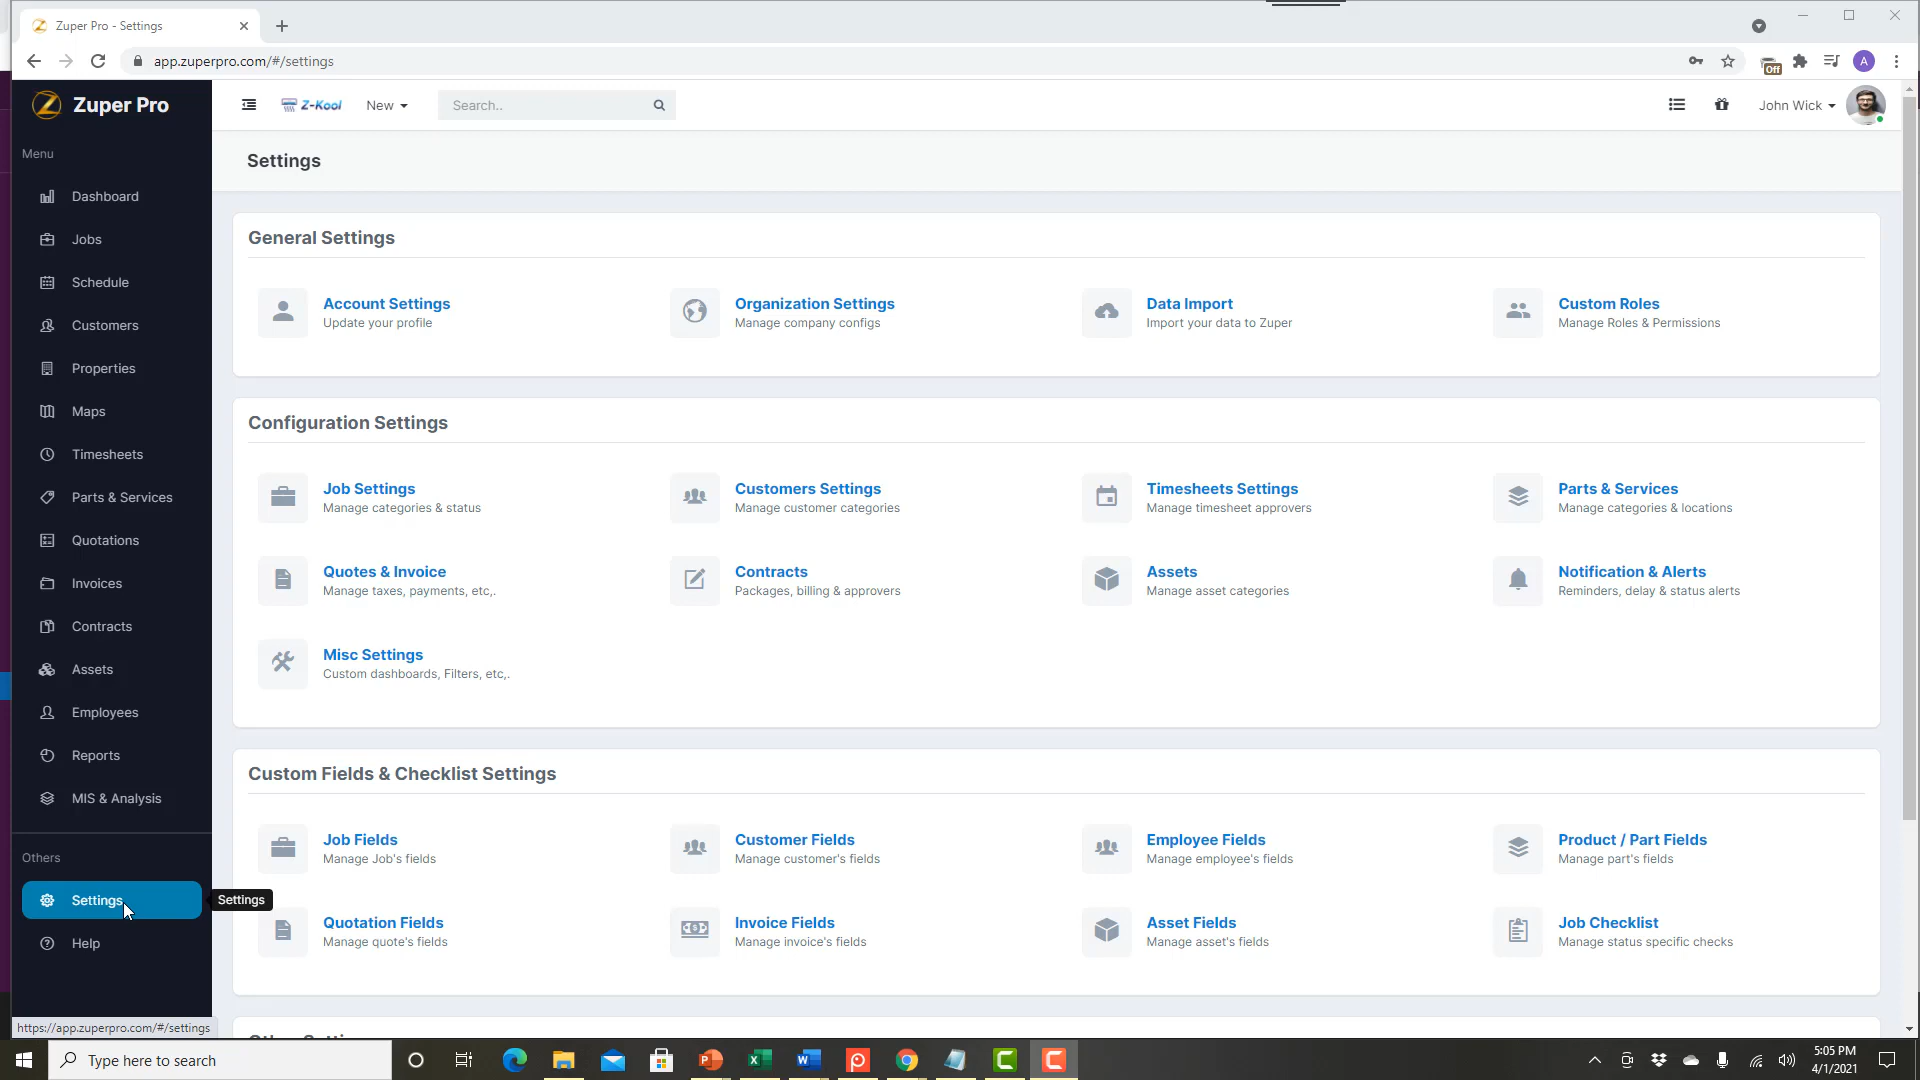 Zuper Pro - Settings
app.zuperpro.com/#/settings
Off
A
Zuper Pro
Z-Kool
New
Search..
John Wick
Menu
Dashboard
Jobs
Schedule
Customers
Properties
Maps
Timesheets
Parts & Services
Quotations
Invoices
Contracts
Assets
Employees
Reports
MIS & Analysis
Others
Settings
Settings
Help
https://app.zuperpro.com/#/settings
Settings
General Settings
Account Settings
Update your profile
Organization Settings
Manage company configs
Data Import
Import your data to Zuper
Custom Roles
Manage Roles & Permissions
Configuration Settings
Job Settings
Manage categories & status
Customers Settings
Manage customer categories
Timesheets Settings
Manage timesheet approvers
Parts & Services
Manage categories & locations
Quotes & Invoice
Manage taxes, payments, etc,.
Contracts
Packages, billing & approvers
Assets
Manage asset categories
Notification & Alerts
Reminders, delay & status alerts
Misc Settings
Custom dashboards, Filters, etc,.
Custom Fields & Checklist Settings
Job Fields
Manage Job's fields
Customer Fields
Manage customer's fields
Employee Fields
Manage employee's fields
Product / Part Fields
Manage part's fields
Quotation Fields
Manage quote's fields
Invoice Fields
Manage invoice's fields
Asset Fields
Manage asset's fields
Job Checklist
Manage status specific checks
Type here to search
5:05 PM
4/1/2021